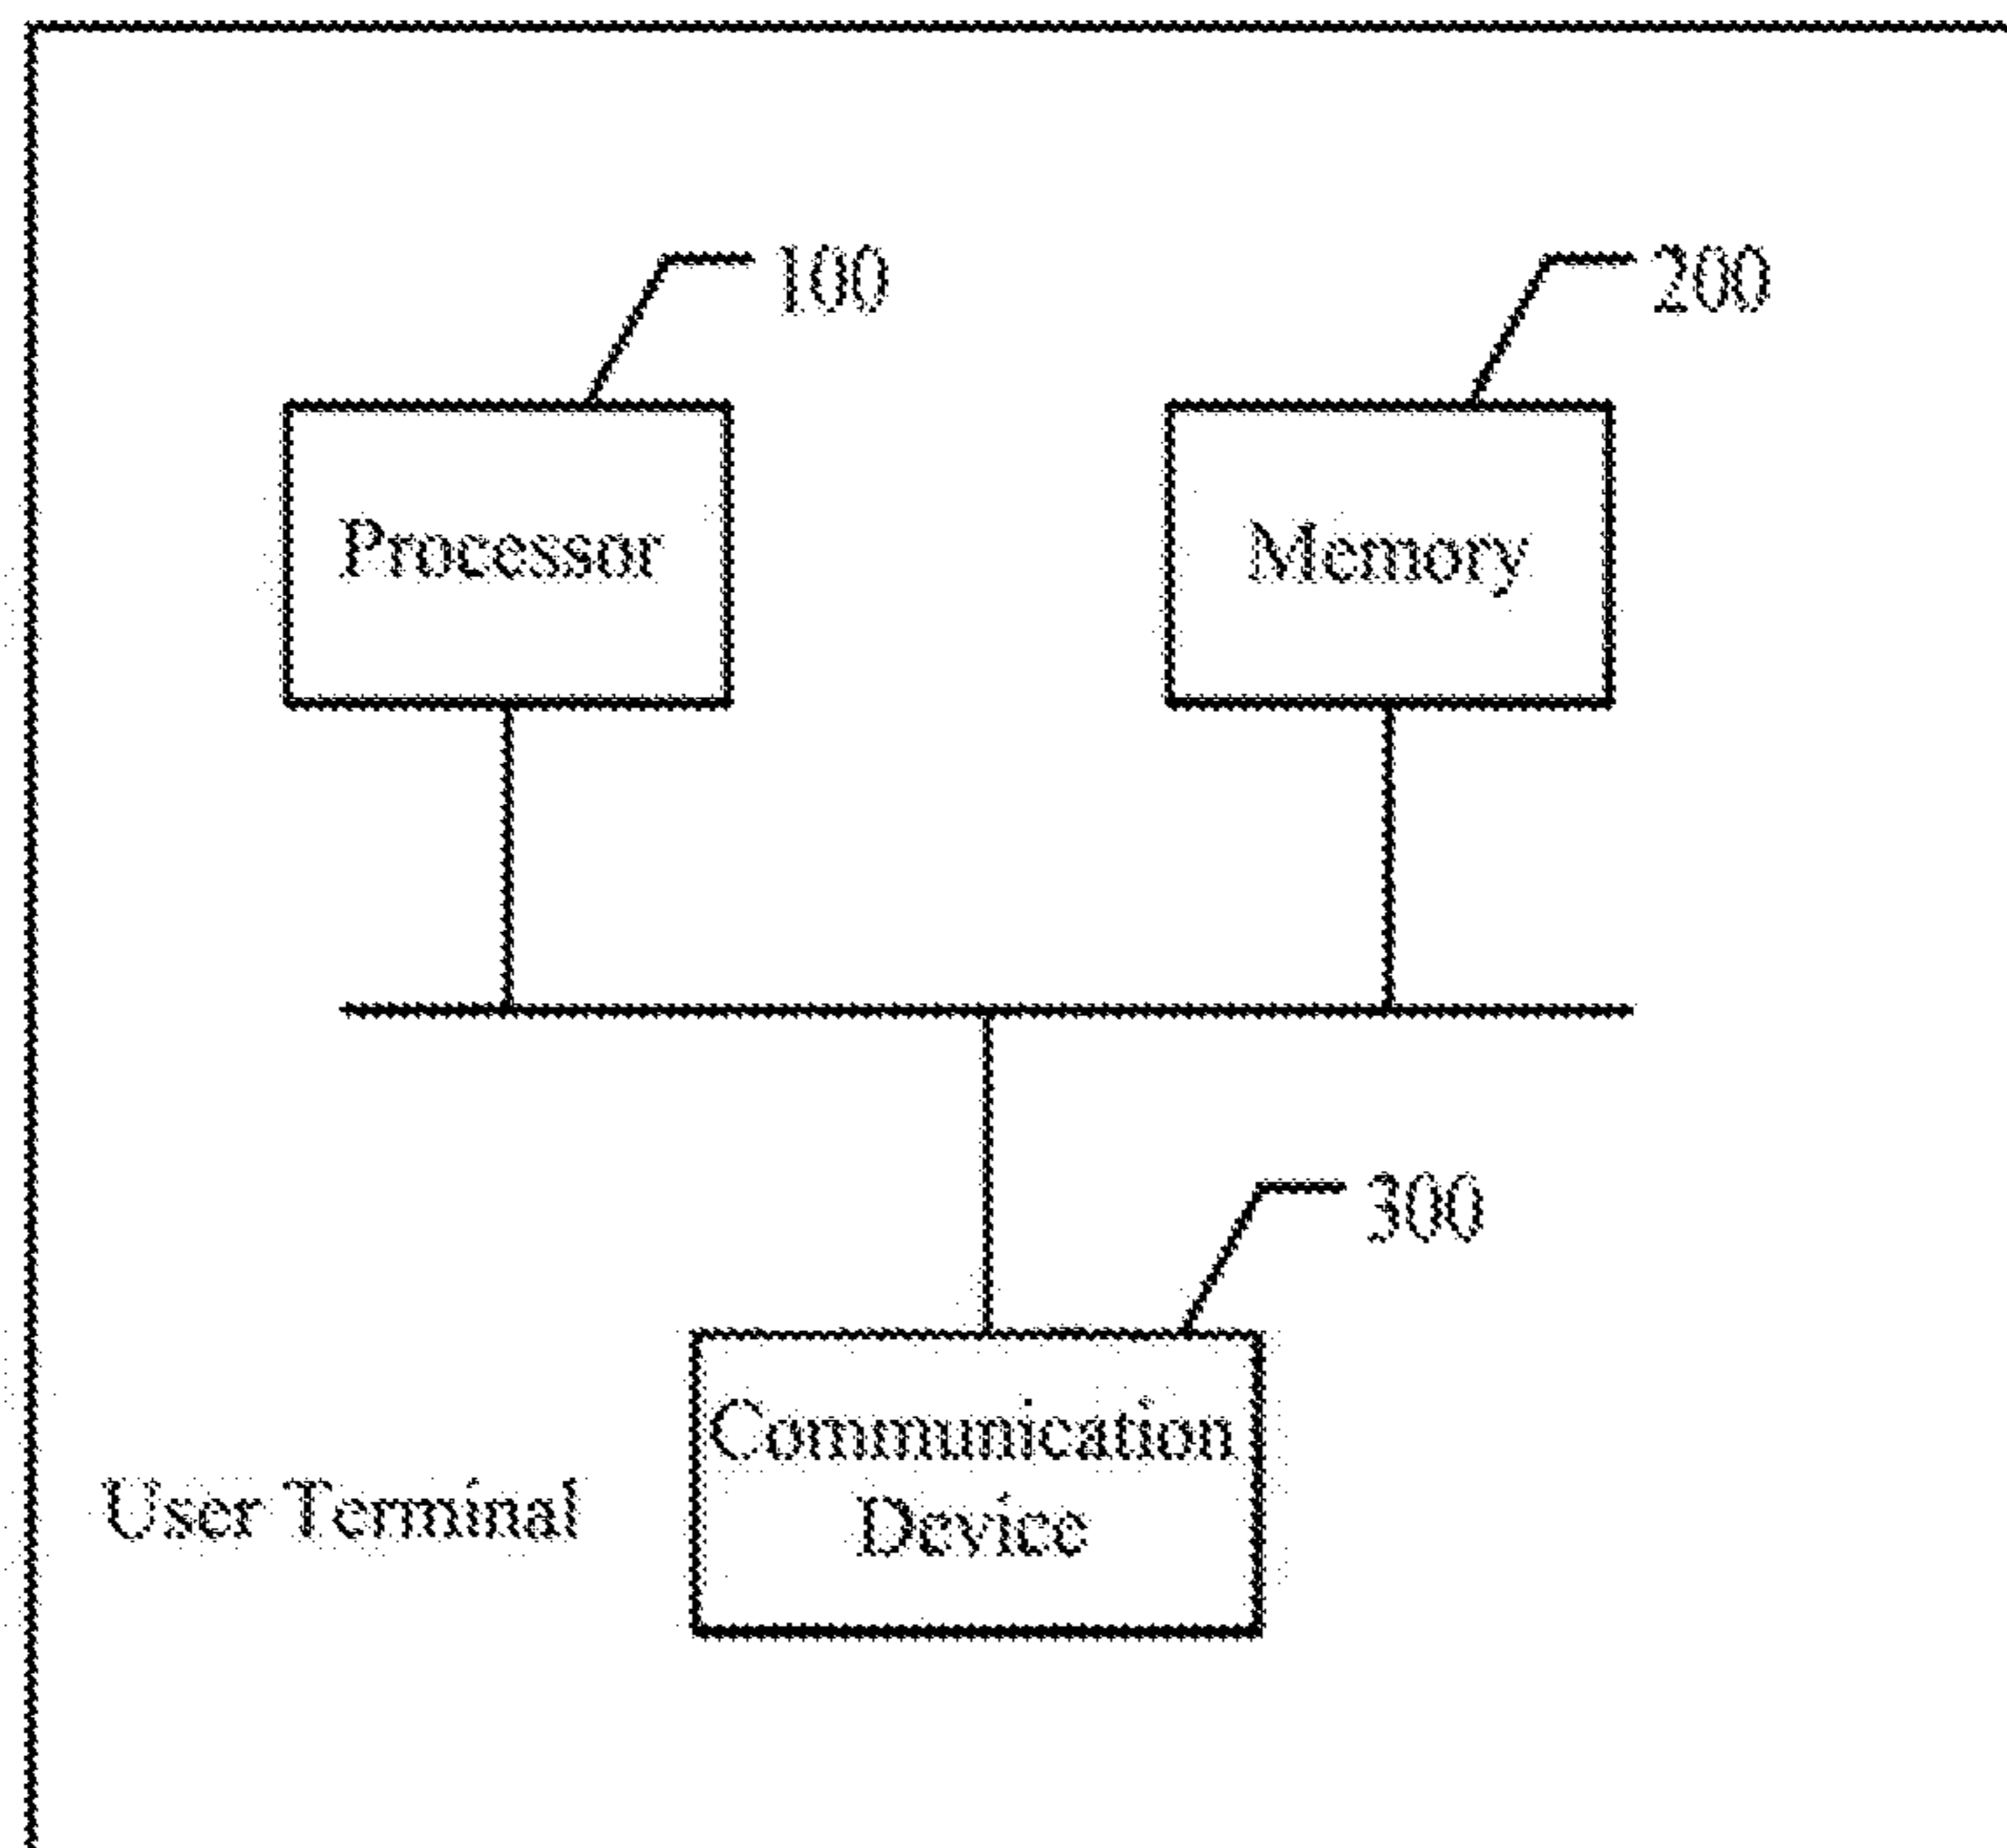 100
200
Processor
Memory
300
Communication
Device
User Terminal